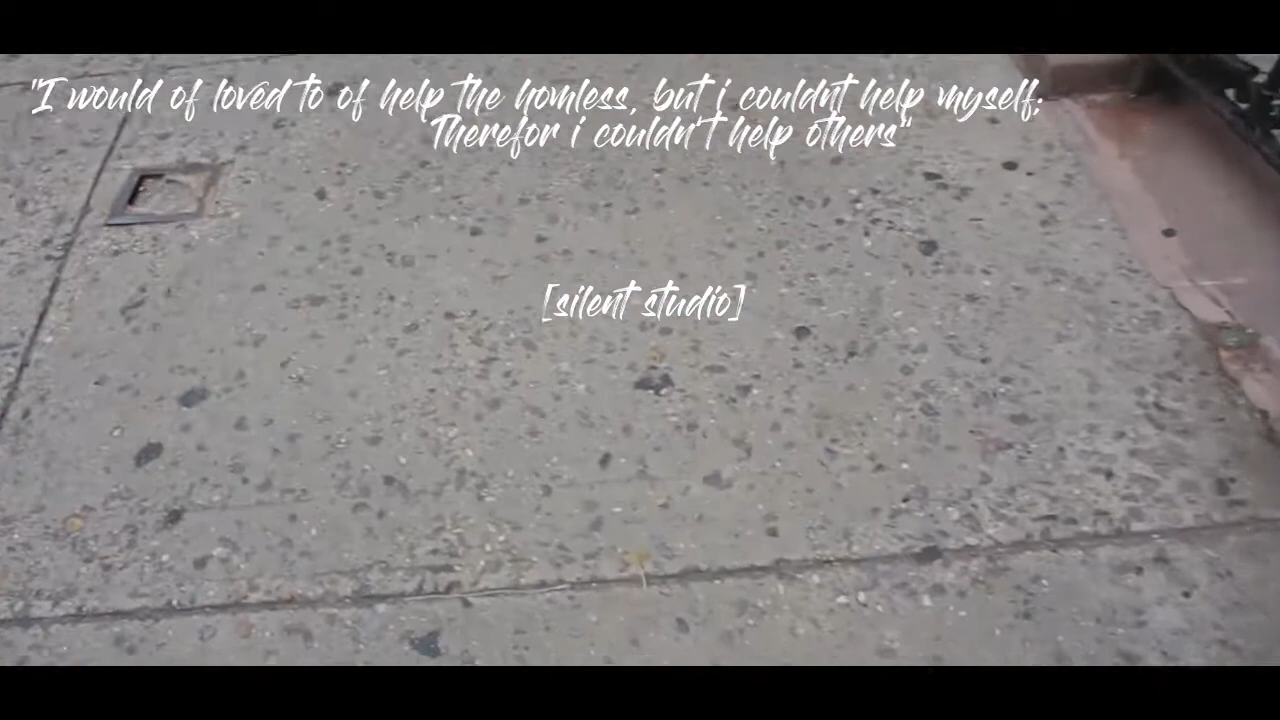 "I would of loved to of help the homless, but i couldnt help myself;
Therefor i couldn't help others"
[silent studio]